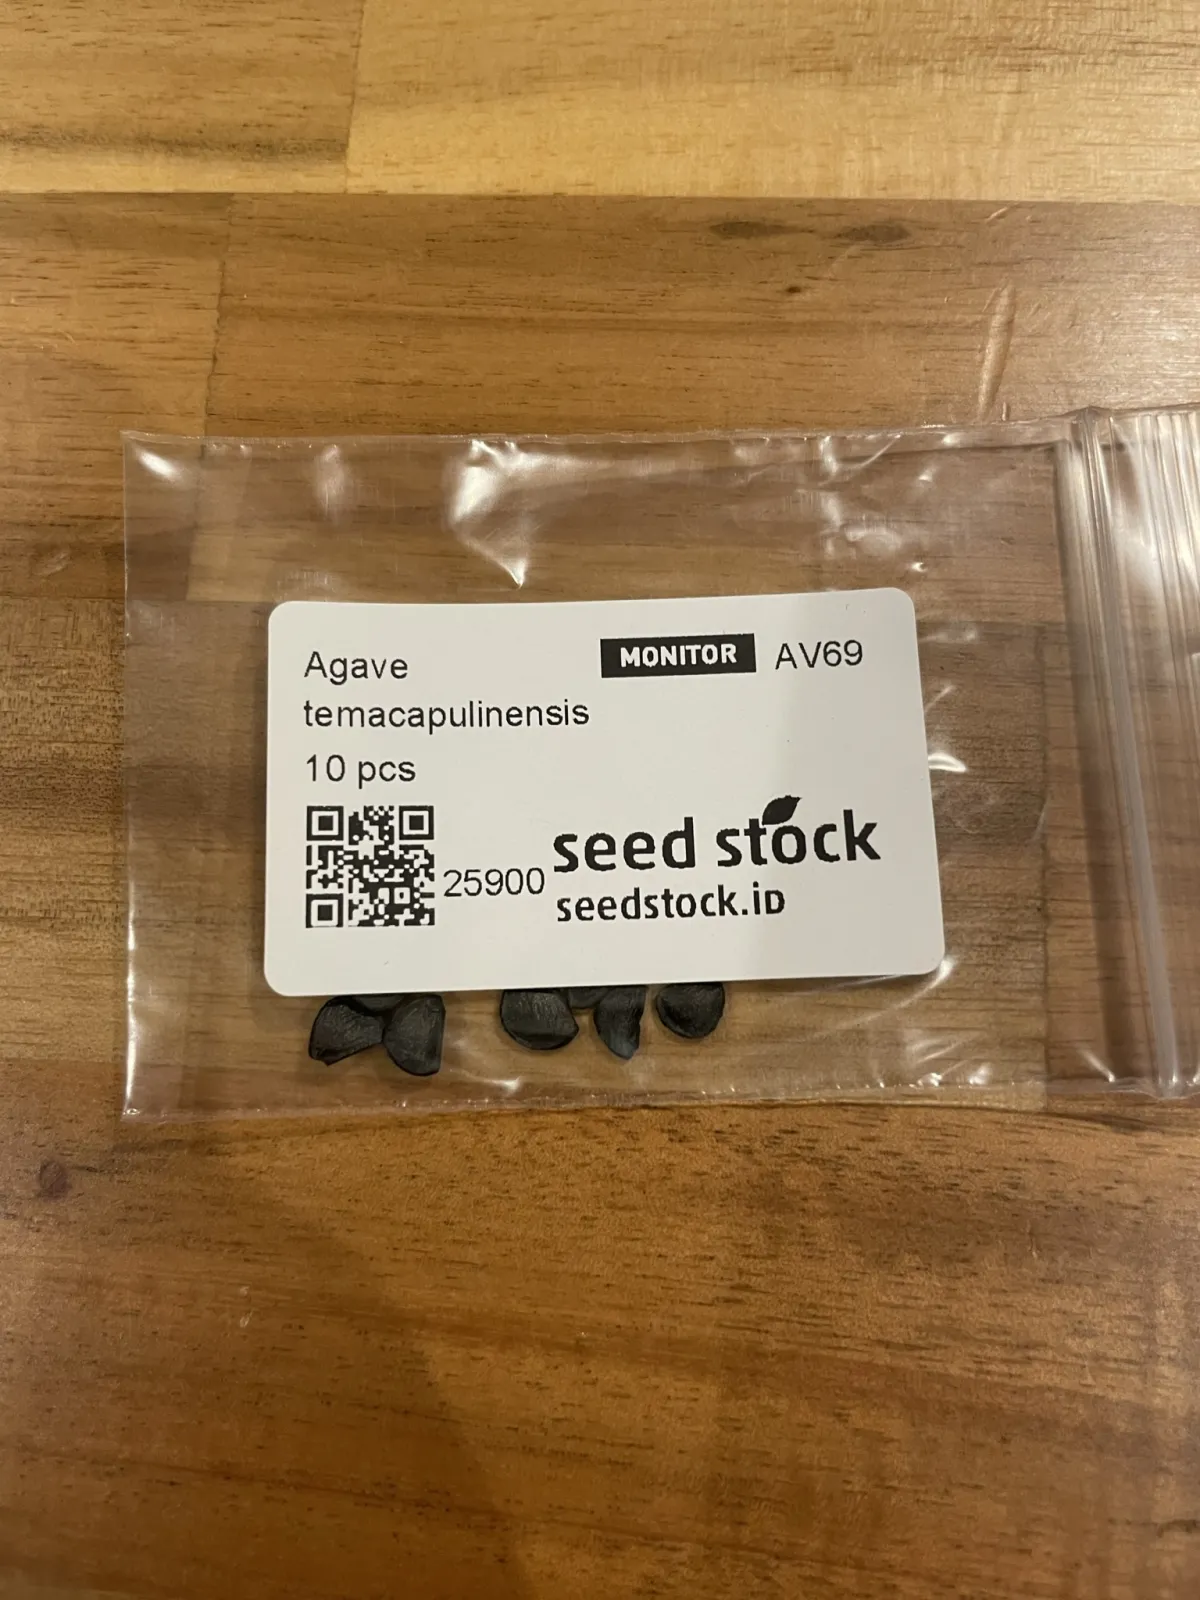 Agave
temacapulinensis
10 pcs
MONITOR AV69
25900
seed stock
seedstock.iD